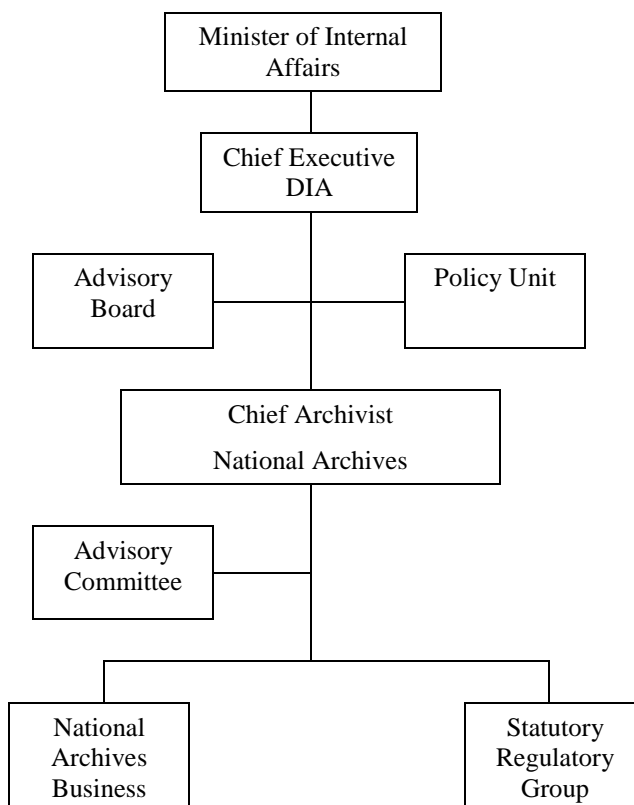 Minister of Internal
Affairs
Chief Executive
DIA
Advisory
Board
Policy Unit
Chief Archivist
National Archives
Advisory
Committee
National
Archives
Business
Statutory
Regulatory
Group